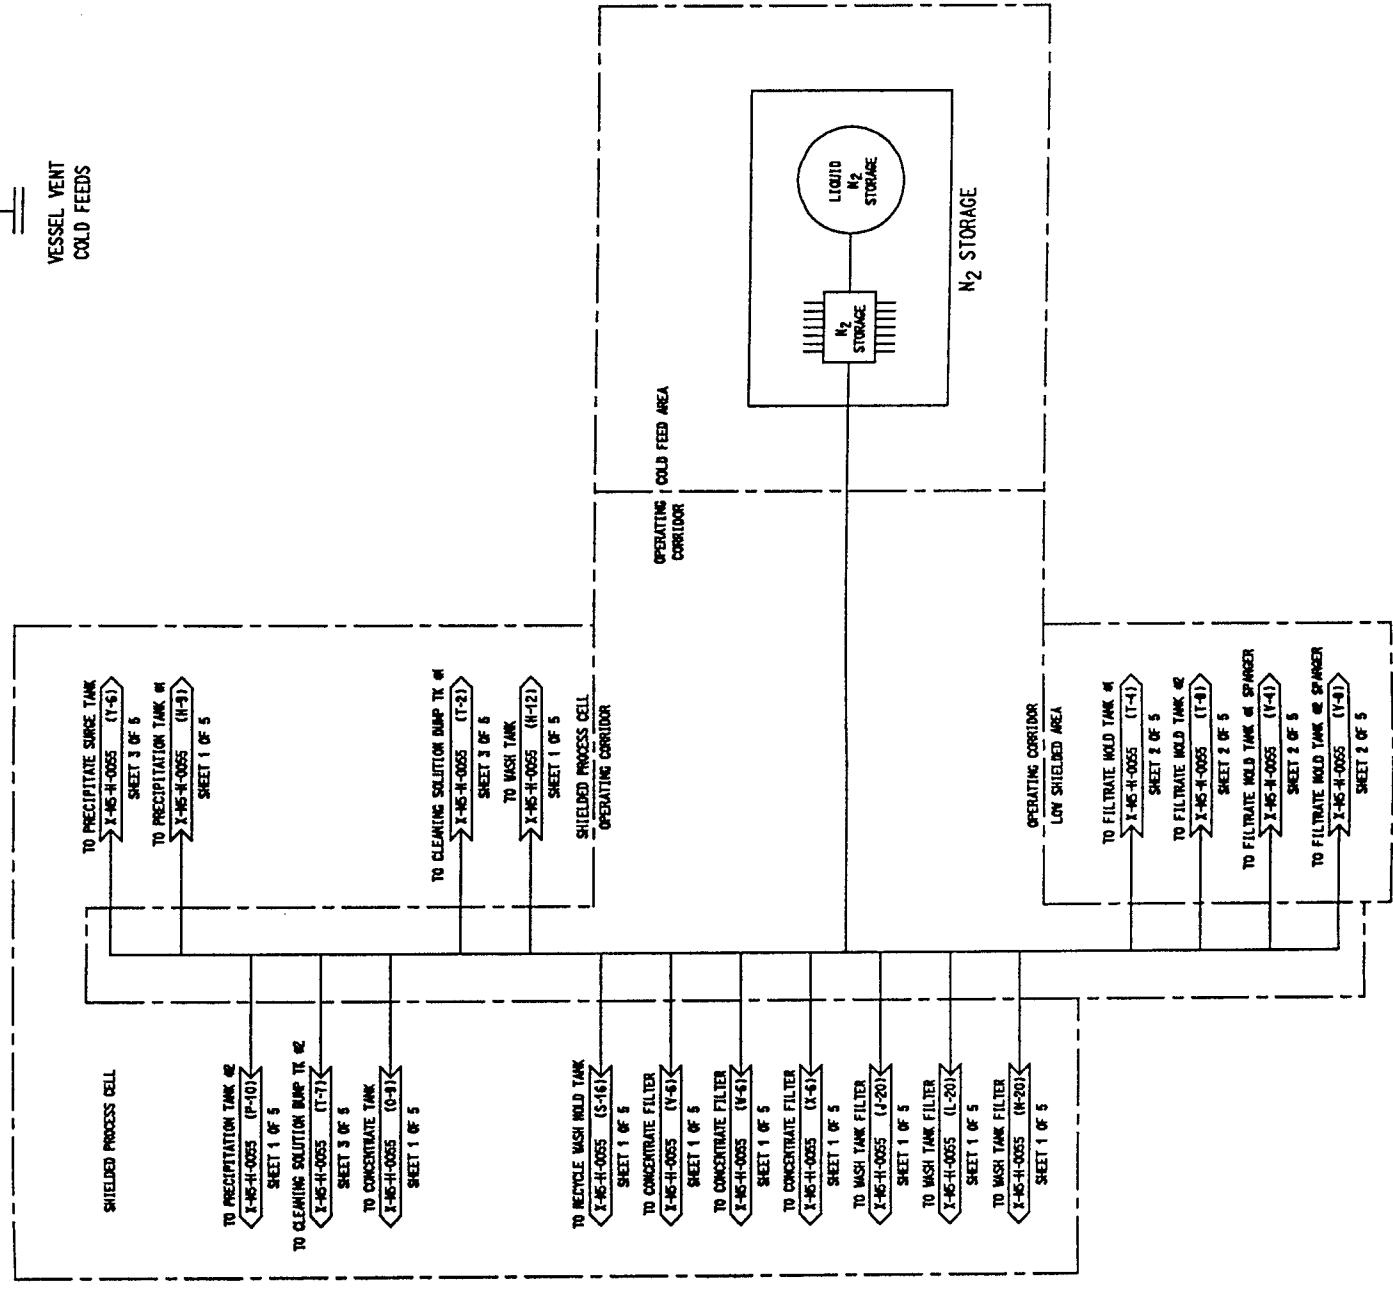 VESSEL VENT
COLD FEEDS
LIQUID
N2
STORAGE
N2
STORAGE
N2 STORAGE
COLD FEED AREA
OPERATING
CORRIDOR
SHIELDED PROCESS CELL
OPERATING CORRIDOR
OPERATING CORRIDOR
LOW SHIELDED AREA
SHIELDED PROCESS CELL
TO PRECIPITATE SURGE TANK
X-M5-H-0055 (Y-6)
SHEET 3 OF 5
TO PRECIPITATION TANK #1
X-M5-H-0055 (H-9)
SHEET 1 OF 5
TO CLEANING SOLUTION DUMP TK #1
X-M5-H-0055 (T-2)
SHEET 3 OF 5
TO WASH TANK
X-M5-H-0055 (H-12)
SHEET 1 OF 5
TO FILTRATE HOLD TANK #1
X-M5-H-0055 (T-4)
SHEET 2 OF 5
TO FILTRATE HOLD TANK #2
X-M5-H-0055 (T-8)
SHEET 2 OF 5
TO FILTRATE HOLD TANK #1 SPARGER
X-M5-H-0055 (V-4)
SHEET 2 OF 5
TO FILTRATE HOLD TANK #2 SPARGER
X-M5-H-0055 (V-8)
SHEET 2 OF 5
TO PRECIPITATION TANK #2
X-M5-H-0055 (P-10)
SHEET 1 OF 5
TO CLEANING SOLUTION DUMP TK #2
X-M5-H-0055 (T-7)
SHEET 3 OF 5
TO CONCENTRATE TANK
X-M5-H-0055 (O-9)
SHEET 1 OF 5
TO RECYCLE WASH HOLD TANK
X-M5-H-0055 (S-16)
SHEET 1 OF 5
TO CONCENTRATE FILTER
X-M5-H-0055 (V-6)
SHEET 1 OF 5
TO CONCENTRATE FILTER
X-M5-H-0055 (W-6)
SHEET 1 OF 5
TO CONCENTRATE FILTER
X-M5-H-0055 (X-6)
SHEET 1 OF 5
TO WASH TANK FILTER
X-M5-H-0055 (J-20)
SHEET 1 OF 5
TO WASH TANK FILTER
X-M5-H-0055 (L-20)
SHEET 1 OF 5
TO WASH TANK FILTER
X-M5-H-0055 (N-20)
SHEET 1 OF 5